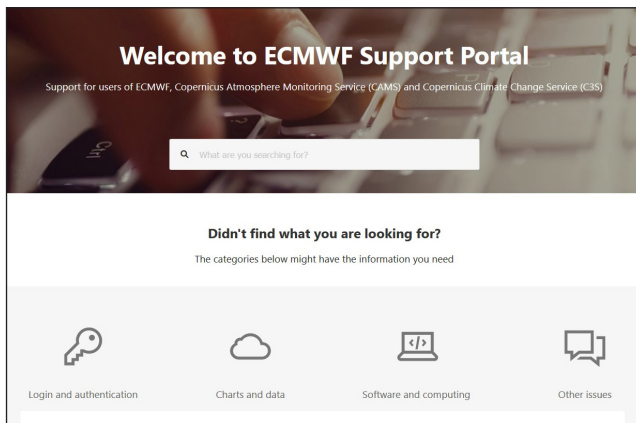 Welcome to ECMWF Support Portal
Support for users of ECMWF, Copernicus Atmosphere Monitoring Service (CAMS) and Copernicus Climate Change Service (C3S)
Ctrl
What are you searching for?
Didn't find what you are looking for?
The categories below might have the information you need
</>
Login and authentication
Charts and data
Software and computing
Other issues